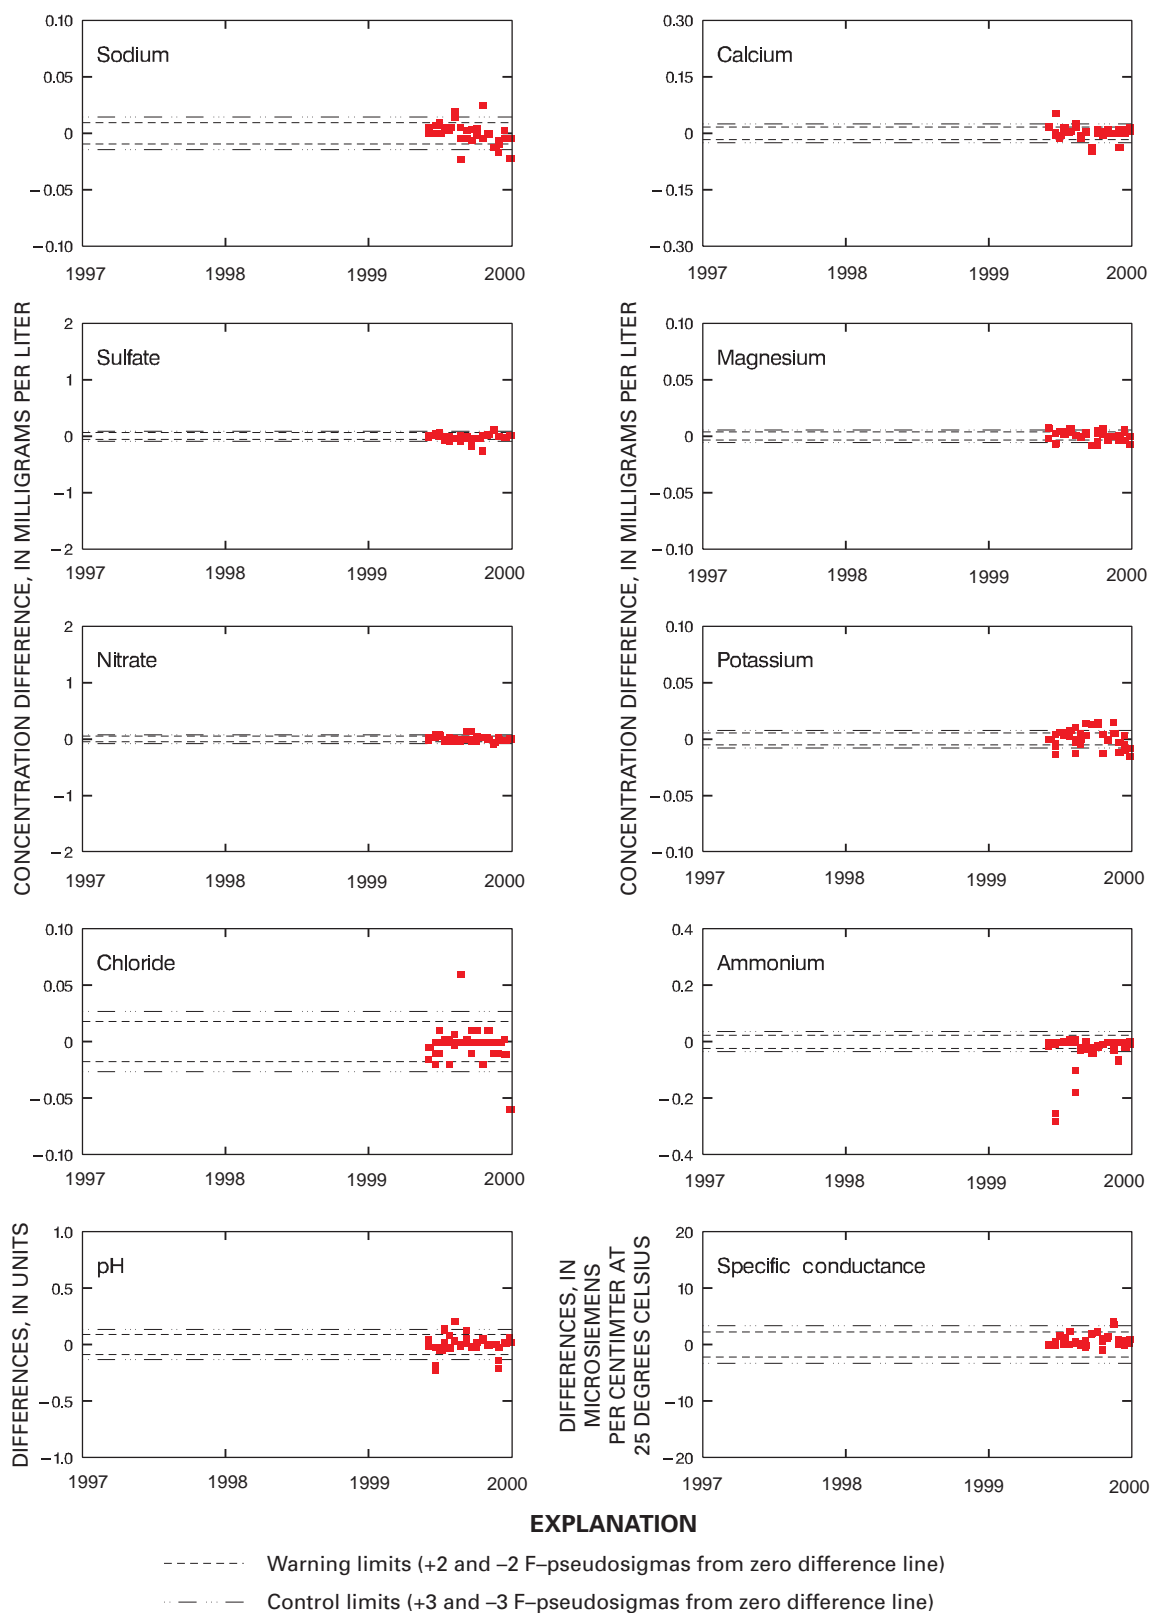 0.10
0.05
0
−0.05
−0.10
Sodium
1997 1998 1999 2000
0.30
0.15
0
−0.15
−0.30
Calcium
1997 1998 1999 2000
CONCENTRATION DIFFERENCE, IN MILLIGRAMS PER LITER
2
1
0
−1
−2
Sulfate
1997 1998 1999 2000
CONCENTRATION DIFFERENCE, IN MILLIGRAMS PER LITER
0.10
0.05
0
−0.05
−0.10
Magnesium
1997 1998 1999 2000
2
1
0
−1
−2
Nitrate
1997 1998 1999 2000
0.10
0.05
0
−0.05
−0.10
Potassium
1997 1998 1999 2000
0.10
0.05
0
−0.05
−0.10
Chloride
1997 1998 1999 2000
0.4
0.2
0
−0.2
−0.4
Ammonium
1997 1998 1999 2000
DIFFERENCES, IN UNITS
1.0
0.5
0
−0.5
−1.0
pH
1997 1998 1999 2000
DIFFERENCES, IN
MICROSIEMENS
PER CENTIMTER AT
25 DEGREES CELSIUS
20
10
0
−10
−20
Specific conductance
1997 1998 1999 2000
EXPLANATION
Warning limits (+2 and −2 F−pseudosigmas from zero difference line)
Control limits (+3 and −3 F−pseudosigmas from zero difference line)